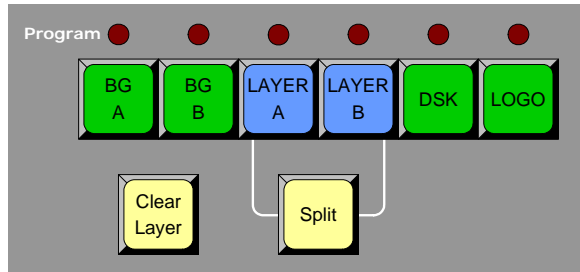 Program
BG
A
BG
B
LAYER
A
LAYER
B
DSK
LOGO
Clear
Layer
Split